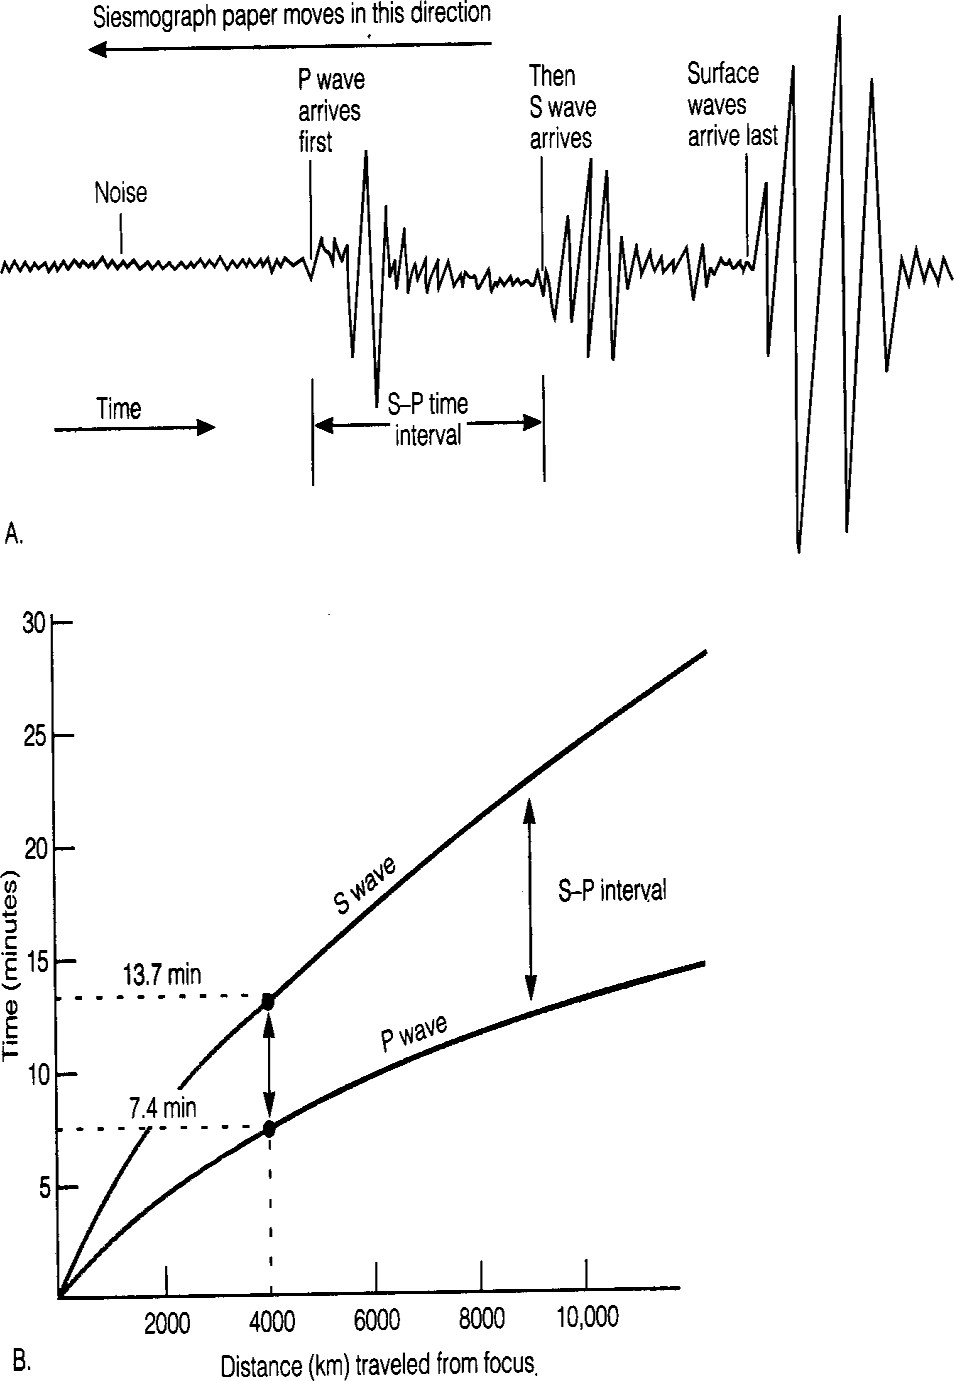 Siesmograph paper moves in this direction
P wave
arrives
first
Then
S wave
arrives
Surface
waves
arrive last
Noise
Time
S–P time
interval
A.
30
25
20
15
10
5
Time (minutes)
S wave
S–P interval
13.7 min
P wave
7.4 min
2000
4000
6000
8000
10,000
B.
Distance (km) traveled from focus.